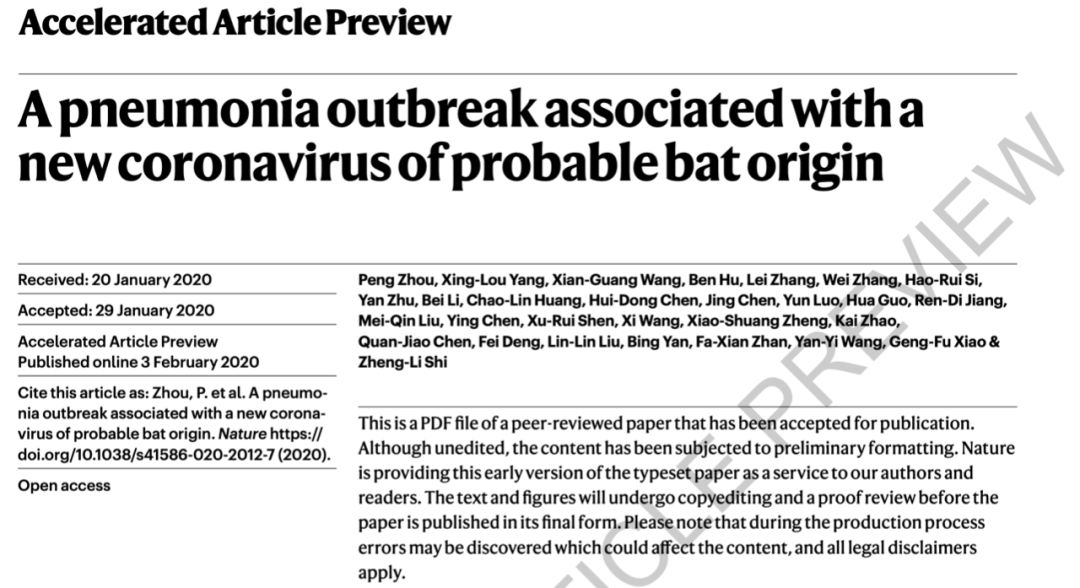 Accelerated Article Preview
A pneumonia outbreak associated with a
new coronavirus of probable bat origin
Received: 20 January 2020
Accepted: 29 January 2020
Accelerated Article Preview
Published online 3 February 2020
Cite this article as: Zhou, P. et al. A pneumo-
nia outbreak associated with a new corona-
virus of probable bat origin. Nature https://
doi.org/10.1038/s41586-020-2012-7 (2020).
Open access
Peng Zhou, Xing-Lou Yang, Xian-Guang Wang, Ben Hu, Lei Zhang, Wei Zhang, Hao-Rui Si,
Yan Zhu, Bei Li, Chao-Lin Huang, Hui-Dong Chen, Jing Chen, Yun Luo, Hua Guo, Ren-Di Jiang,
Mei-Qin Liu, Ying Chen, Xu-Rui Shen, Xi Wang, Xiao-Shuang Zheng, Kai Zhao,
Quan-Jiao Chen, Fei Deng, Lin-Lin Liu, Bing Yan, Fa-Xian Zhan, Yan-Yi Wang, Geng-Fu Xiao &
Zheng-Li Shi
This is a PDF file of a peer-reviewed paper that has been accepted for publication.
Although unedited, the content has been subjected to preliminary formatting. Nature
is providing this early version of the typeset paper as a service to our authors and
readers. The text and figures will undergo copyediting and a proof review before the
paper is published in its final form. Please note that during the production process
errors may be discovered which could affect the content, and all legal disclaimers
apply.
TICLE PREVIEW